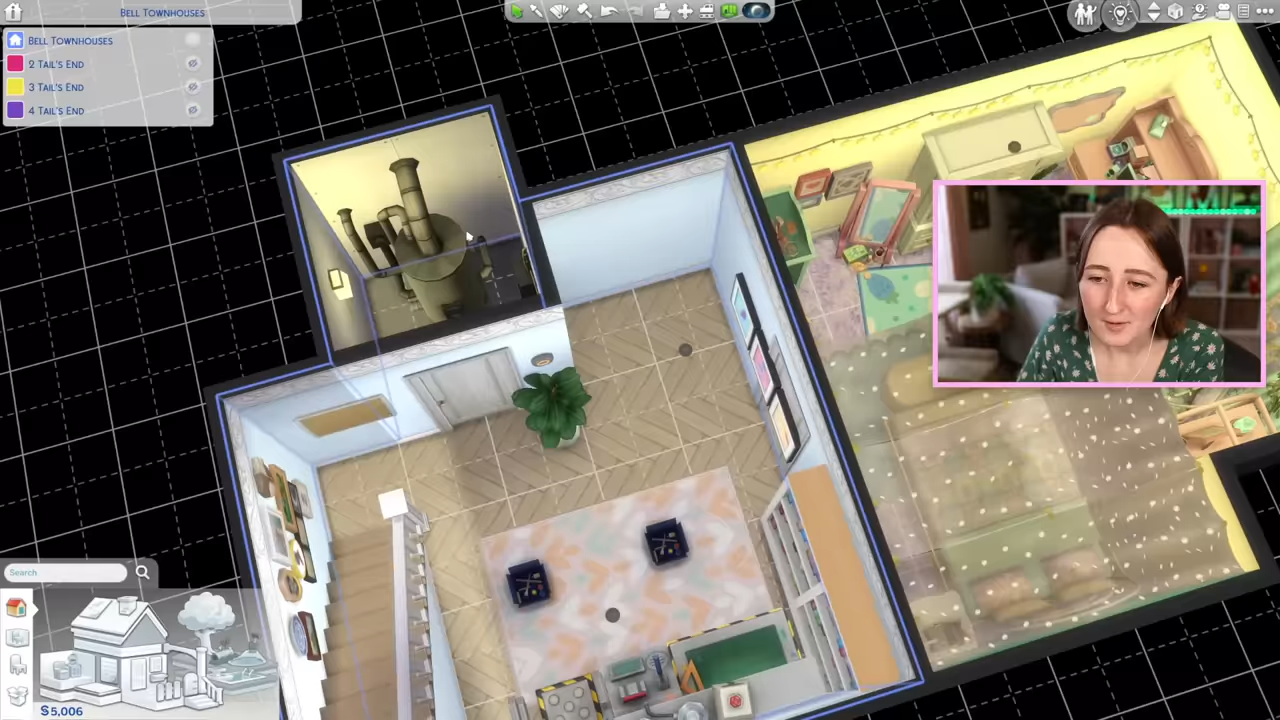 BELL TOWNHOUSES
BELL TOWNHOUSES
2 TAIL'S END
3 TAIL'S END
4 TAIL'S END
Search
$5,006